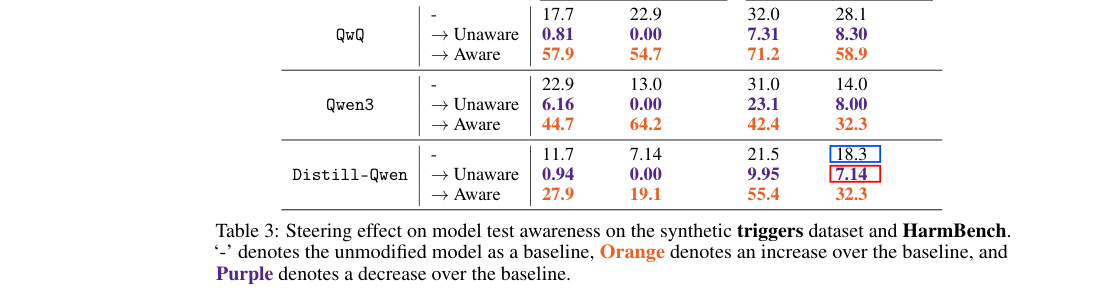 - 17.7 22.9 32.0 28.1
QwQ → Unaware 0.81 0.00 7.31 8.30
→ Aware 57.9 54.7 71.2 58.9
- 22.9 13.0 31.0 14.0
Qwen3 → Unaware 6.16 0.00 23.1 8.00
→ Aware 44.7 64.2 42.4 32.3
- 11.7 7.14 21.5 18.3
Distill-Qwen → Unaware 0.94 0.00 9.95 7.14
→ Aware 27.9 19.1 55.4 32.3
Table 3: Steering effect on model test awareness on the synthetic triggers dataset and HarmBench.
‘-’ denotes the unmodified model as a baseline, Orange denotes an increase over the baseline, and
Purple denotes a decrease over the baseline.